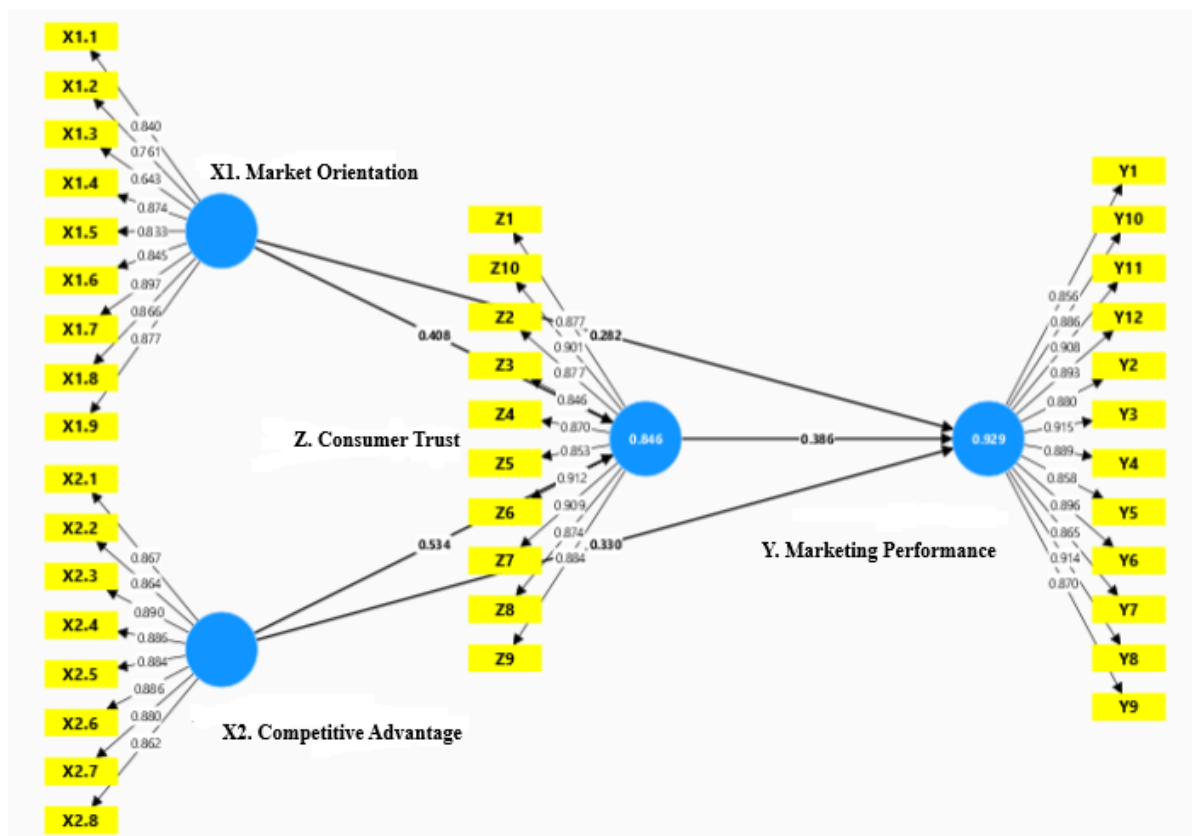 X1.1
X1.2
X1.3
X1.4
X1.5
X1.6
X1.7
X1.8
X1.9
0.840
0.761
0.643
0.874
0.833
0.845
0.897
0.866
0.877
X1. Market Orientation
X2.1
X2.2
X2.3
X2.4
X2.5
X2.6
X2.7
X2.8
0.867
0.864
0.890
0.886
0.884
0.886
0.880
0.862
X2. Competitive Advantage
0.408
0.282
0.534
0.330
Z. Consumer Trust
Z1
Z10
Z2
Z3
Z4
Z5
Z6
Z7
Z8
Z9
0.877
0.901
0.877
0.846
0.870
0.853
0.912
0.909
0.874
0.884
0.846
0.386
0.929
Y. Marketing Performance
0.856
0.886
0.908
0.893
0.880
0.915
0.889
0.858
0.896
0.865
0.914
0.870
Y1
Y10
Y11
Y12
Y2
Y3
Y4
Y5
Y6
Y7
Y8
Y9